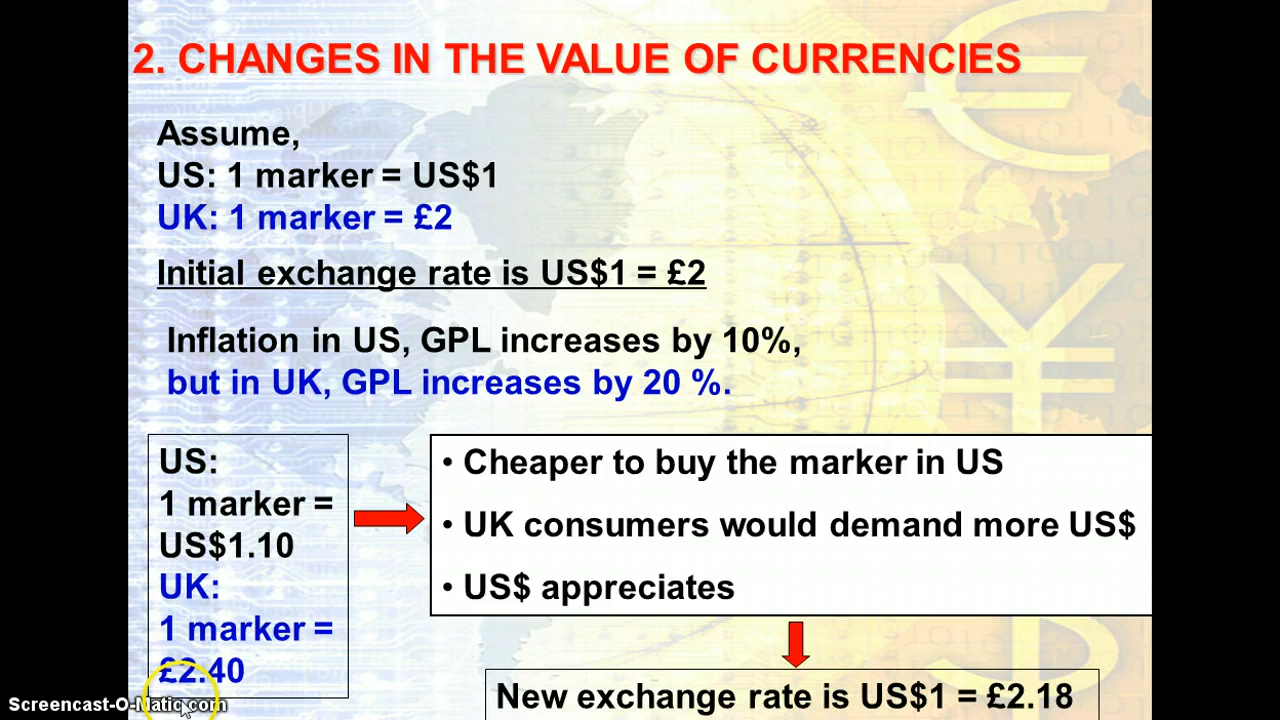 2. CHANGES IN THE VALUE OF CURRENCIES
Assume,
US: 1 marker = US$1
UK: 1 marker = £2
Initial exchange rate is US$1 = £2
Inflation in US, GPL increases by 10%,
but in UK, GPL increases by 20 %.
US:
1 marker =
US$1.10
UK:
1 marker =
£2.40
• Cheaper to buy the marker in US
• UK consumers would demand more US$
• US$ appreciates
New exchange rate is US$1 = £2.18
Screencast-O-Matic.com